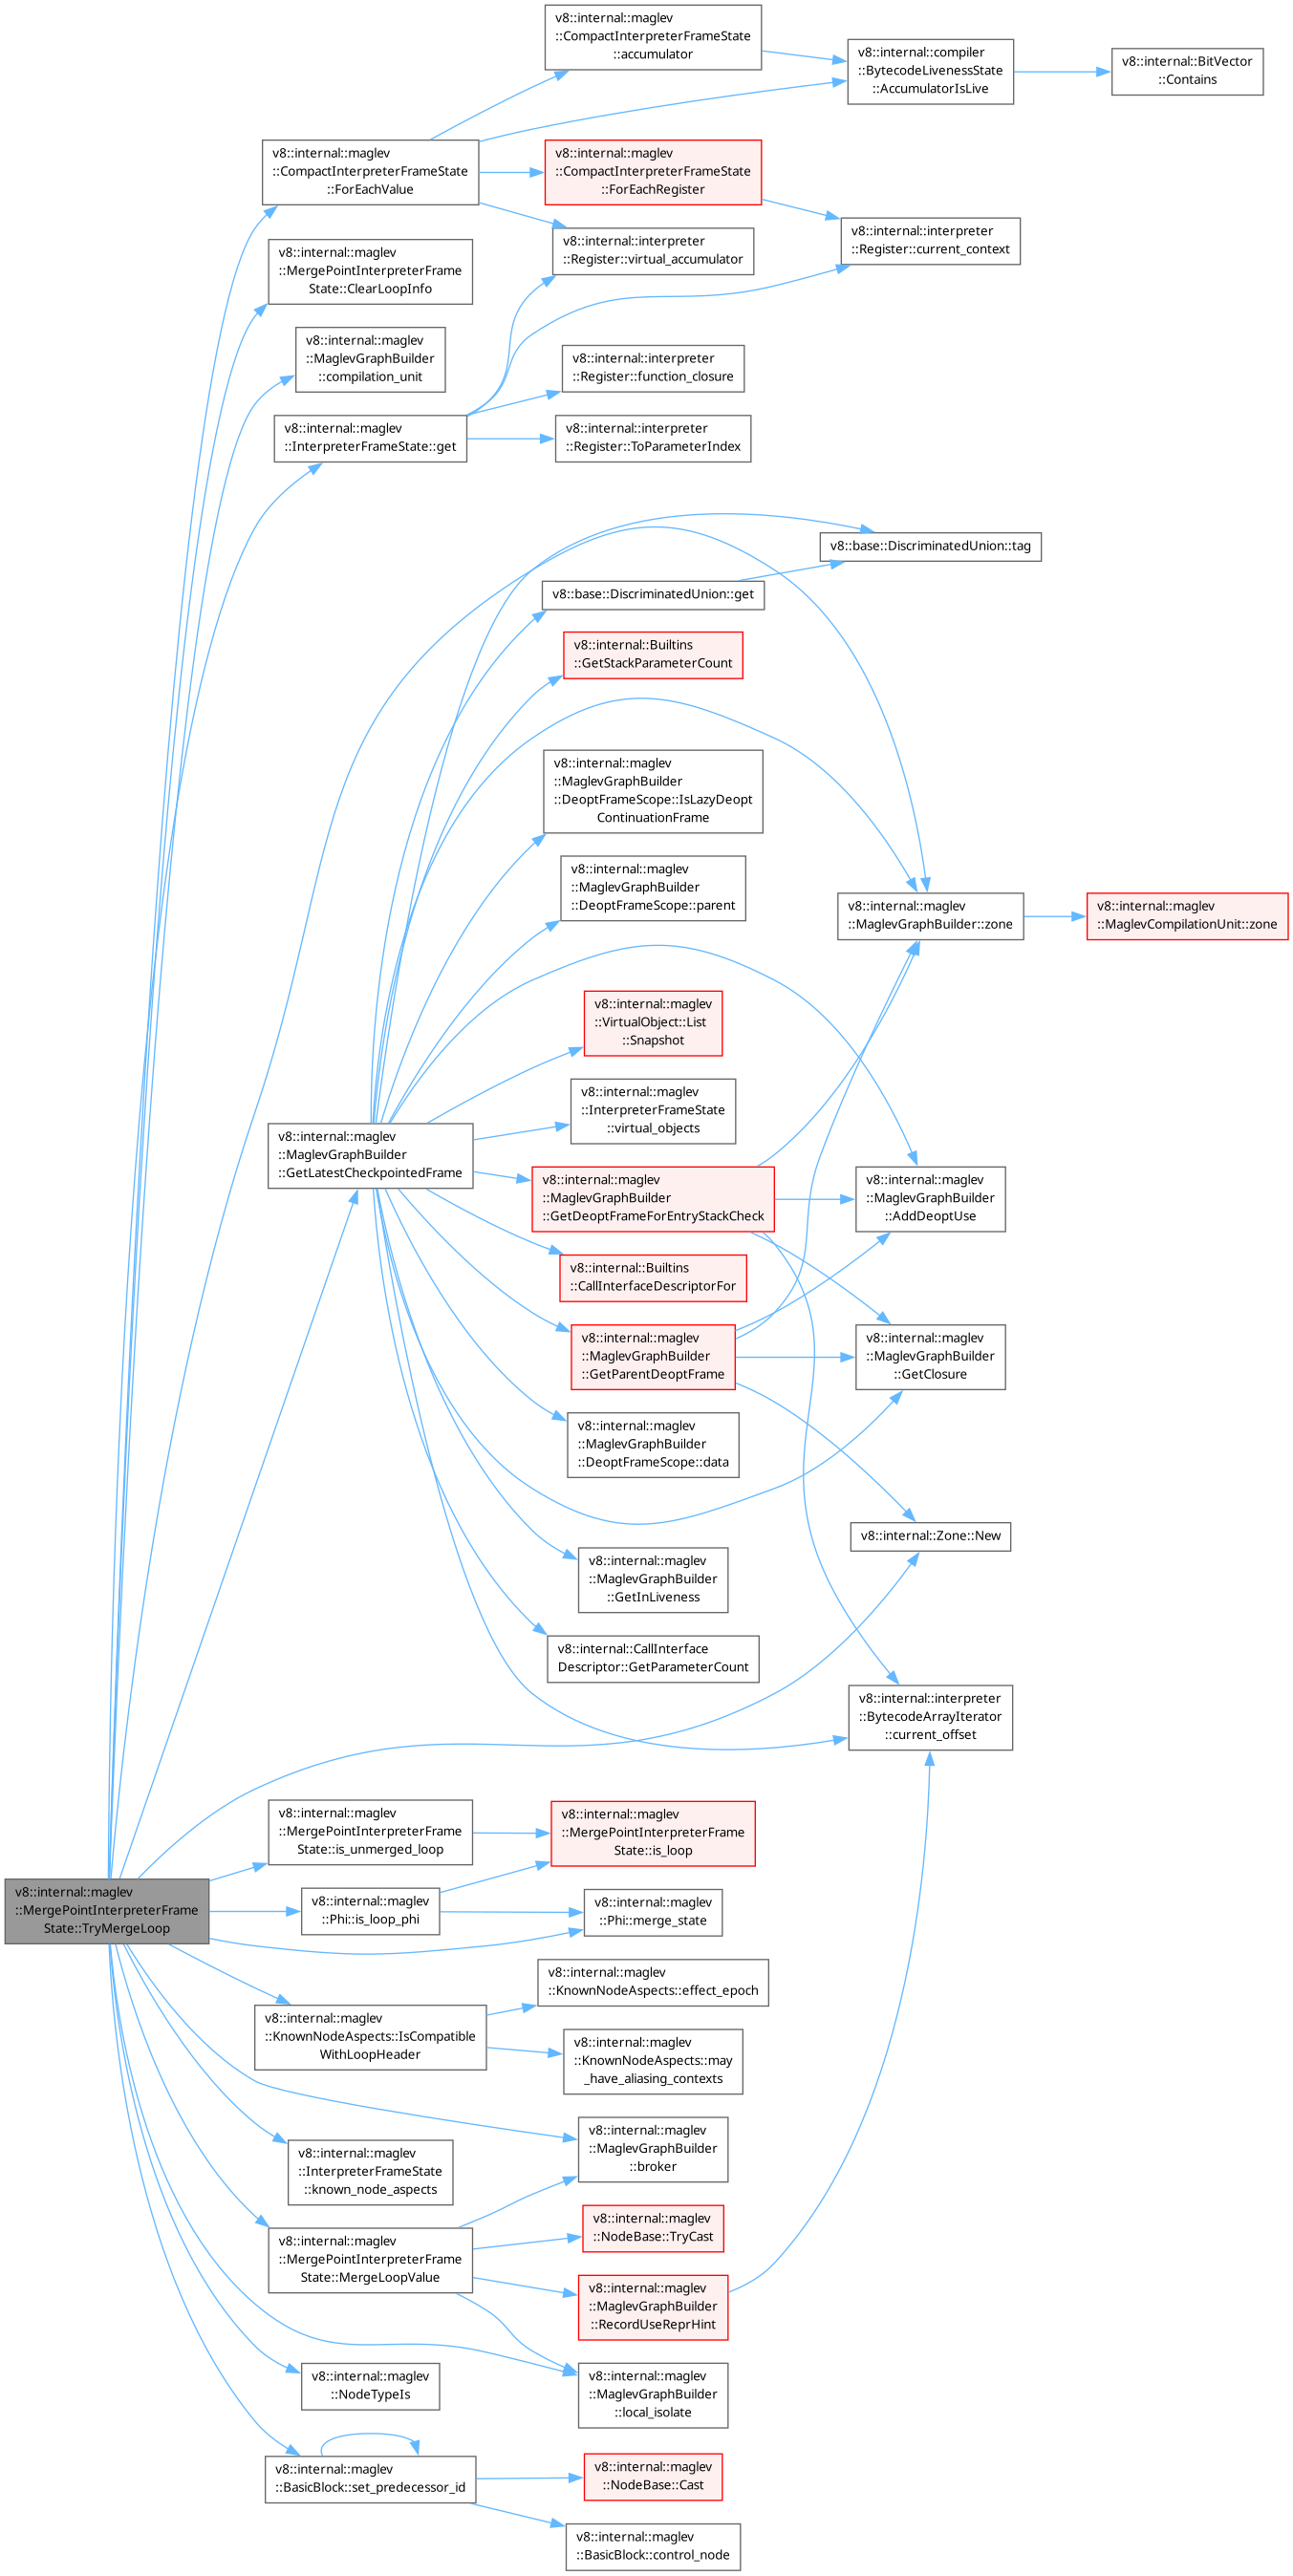 v8::internal::maglev
::CompactInterpreterFrameState
::accumulator
v8::internal::compiler
::BytecodeLivenessState
::AccumulatorIsLive
v8::internal::BitVector
::Contains
v8::internal::maglev
::CompactInterpreterFrameState
::ForEachValue
v8::internal::maglev
::CompactInterpreterFrameState
::ForEachRegister
v8::internal::interpreter
::Register::current_context
v8::internal::interpreter
::Register::virtual_accumulator
v8::internal::maglev
::MergePointInterpreterFrame
State::ClearLoopInfo
v8::internal::maglev
::MaglevGraphBuilder
::compilation_unit
v8::internal::interpreter
::Register::function_closure
v8::internal::maglev
::InterpreterFrameState::get
v8::internal::interpreter
::Register::ToParameterIndex
v8::base::DiscriminatedUnion::tag
v8::base::DiscriminatedUnion::get
v8::internal::Builtins
::GetStackParameterCount
v8::internal::maglev
::MaglevGraphBuilder
::DeoptFrameScope::IsLazyDeopt
ContinuationFrame
v8::internal::maglev
::MaglevGraphBuilder
::DeoptFrameScope::parent
v8::internal::maglev
::MaglevGraphBuilder::zone
v8::internal::maglev
::MaglevCompilationUnit::zone
v8::internal::maglev
::VirtualObject::List
::Snapshot
v8::internal::maglev
::InterpreterFrameState
::virtual_objects
v8::internal::maglev
::MaglevGraphBuilder
::GetLatestCheckpointedFrame
v8::internal::maglev
::MaglevGraphBuilder
::GetDeoptFrameForEntryStackCheck
v8::internal::maglev
::MaglevGraphBuilder
::AddDeoptUse
v8::internal::Builtins
::CallInterfaceDescriptorFor
v8::internal::maglev
::MaglevGraphBuilder
::GetParentDeoptFrame
v8::internal::maglev
::MaglevGraphBuilder
::GetClosure
v8::internal::maglev
::MaglevGraphBuilder
::DeoptFrameScope::data
v8::internal::Zone::New
v8::internal::maglev
::MaglevGraphBuilder
::GetInLiveness
v8::internal::CallInterface
Descriptor::GetParameterCount
v8::internal::interpreter
::BytecodeArrayIterator
::current_offset
v8::internal::maglev
::MergePointInterpreterFrame
State::is_unmerged_loop
v8::internal::maglev
::MergePointInterpreterFrame
State::is_loop
v8::internal::maglev
::MergePointInterpreterFrame
State::TryMergeLoop
v8::internal::maglev
::Phi::is_loop_phi
v8::internal::maglev
::Phi::merge_state
v8::internal::maglev
::KnownNodeAspects::effect_epoch
v8::internal::maglev
::KnownNodeAspects::IsCompatible
WithLoopHeader
v8::internal::maglev
::KnownNodeAspects::may
_have_aliasing_contexts
v8::internal::maglev
::MaglevGraphBuilder
::broker
v8::internal::maglev
::InterpreterFrameState
::known_node_aspects
v8::internal::maglev
::NodeBase::TryCast
v8::internal::maglev
::MergePointInterpreterFrame
State::MergeLoopValue
v8::internal::maglev
::MaglevGraphBuilder
::RecordUseReprHint
v8::internal::maglev
::NodeTypeIs
v8::internal::maglev
::MaglevGraphBuilder
::local_isolate
v8::internal::maglev
::BasicBlock::set_predecessor_id
v8::internal::maglev
::NodeBase::Cast
v8::internal::maglev
::BasicBlock::control_node